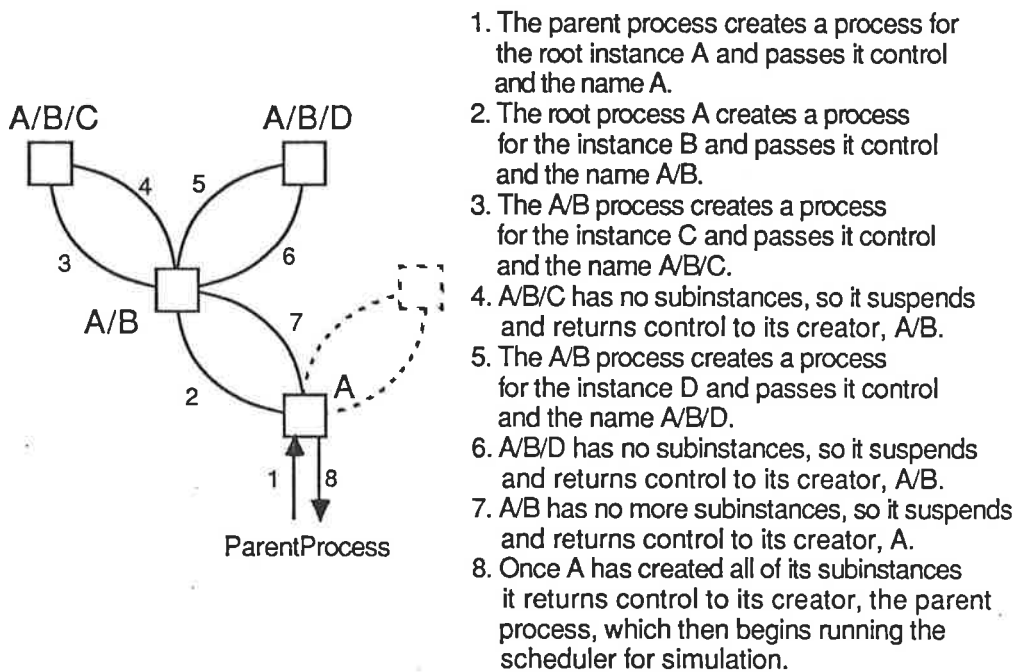 A/B/C
A/B/D
4
5
3
6
A/B
7
2
A
1
8
ParentProcess
1. The parent process creates a process for
the root instance A and passes it control
and the name A.
2. The root process A creates a process
for the instance B and passes it control
and the name A/B.
3. The A/B process creates a process
for the instance C and passes it control
and the name A/B/C.
4. A/B/C has no subinstances, so it suspends
and returns control to its creator, A/B.
5. The A/B process creates a process
for the instance D and passes it control
and the name A/B/D.
6. A/B/D has no subinstances, so it suspends
and returns control to its creator, A/B.
7. A/B has no more subinstances, so it suspends
and returns control to its creator, A.
8. Once A has created all of its subinstances
it returns control to its creator, the parent
process, which then begins running the
scheduler for simulation.